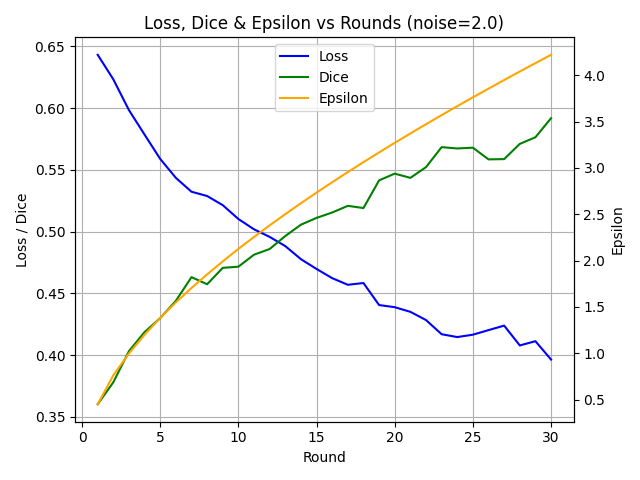 Loss, Dice & Epsilon vs Rounds (noise=2.0)
Loss
Dice
Epsilon
0.65
0.60
0.55
0.50
0.45
0.40
0.35
Loss / Dice
4.0
3.5
3.0
2.5
2.0
1.5
1.0
0.5
Epsilon
0 5 10 15 20 25 30
Round